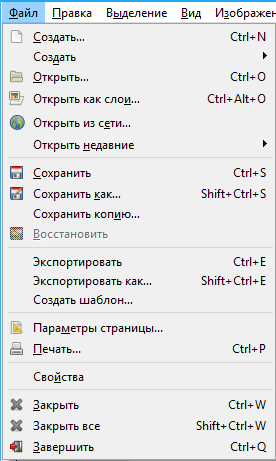 Файл Правка Выделение Вид Изображен
Создать... Ctrl+N
Создать
Открыть... Ctrl+O
Открыть как слои... Ctrl+Alt+O
Открыть из сети...
Открыть недавние
Сохранить Ctrl+S
Сохранить как... Shift+Ctrl+S
Сохранить копию...
Восстановить
Экспортировать Ctrl+E
Экспортировать как... Shift+Ctrl+E
Создать шаблон...
Параметры страницы...
Печать... Ctrl+P
Свойства
Закрыть Ctrl+W
Закрыть все Shift+Ctrl+W
Завершить Ctrl+Q